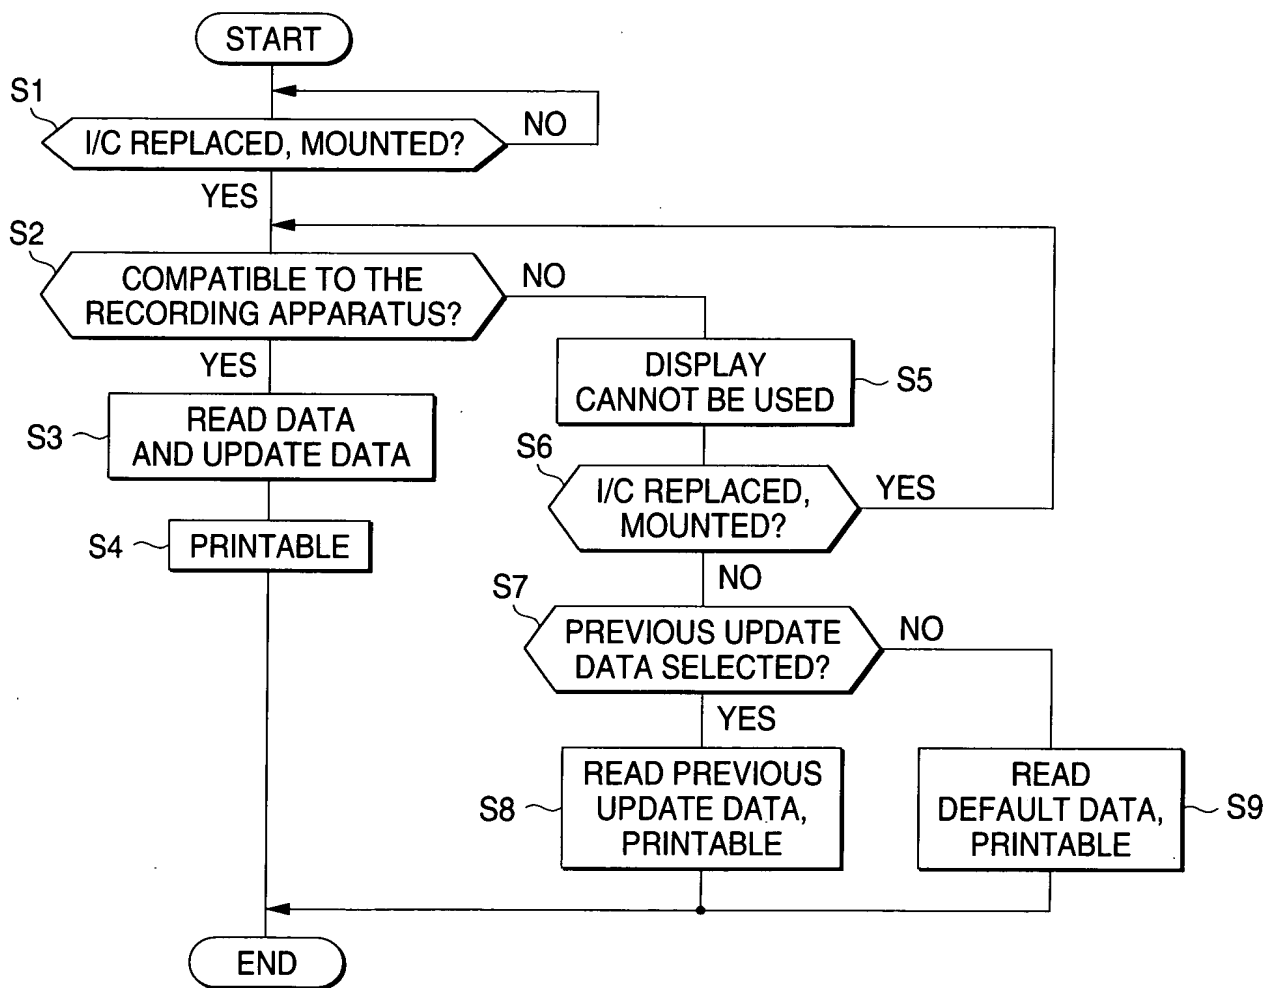 START
S1
I/C REPLACED, MOUNTED?
NO
YES
S2
COMPATIBLE TO THE
RECORDING APPARATUS?
NO
YES
DISPLAY
CANNOT BE USED
S5
S3
READ DATA
AND UPDATE DATA
S6
I/C REPLACED,
MOUNTED?
YES
NO
S4
PRINTABLE
S7
PREVIOUS UPDATE
DATA SELECTED?
NO
YES
S8
READ PREVIOUS
UPDATE DATA,
PRINTABLE
READ
DEFAULT DATA,
PRINTABLE
S9
END